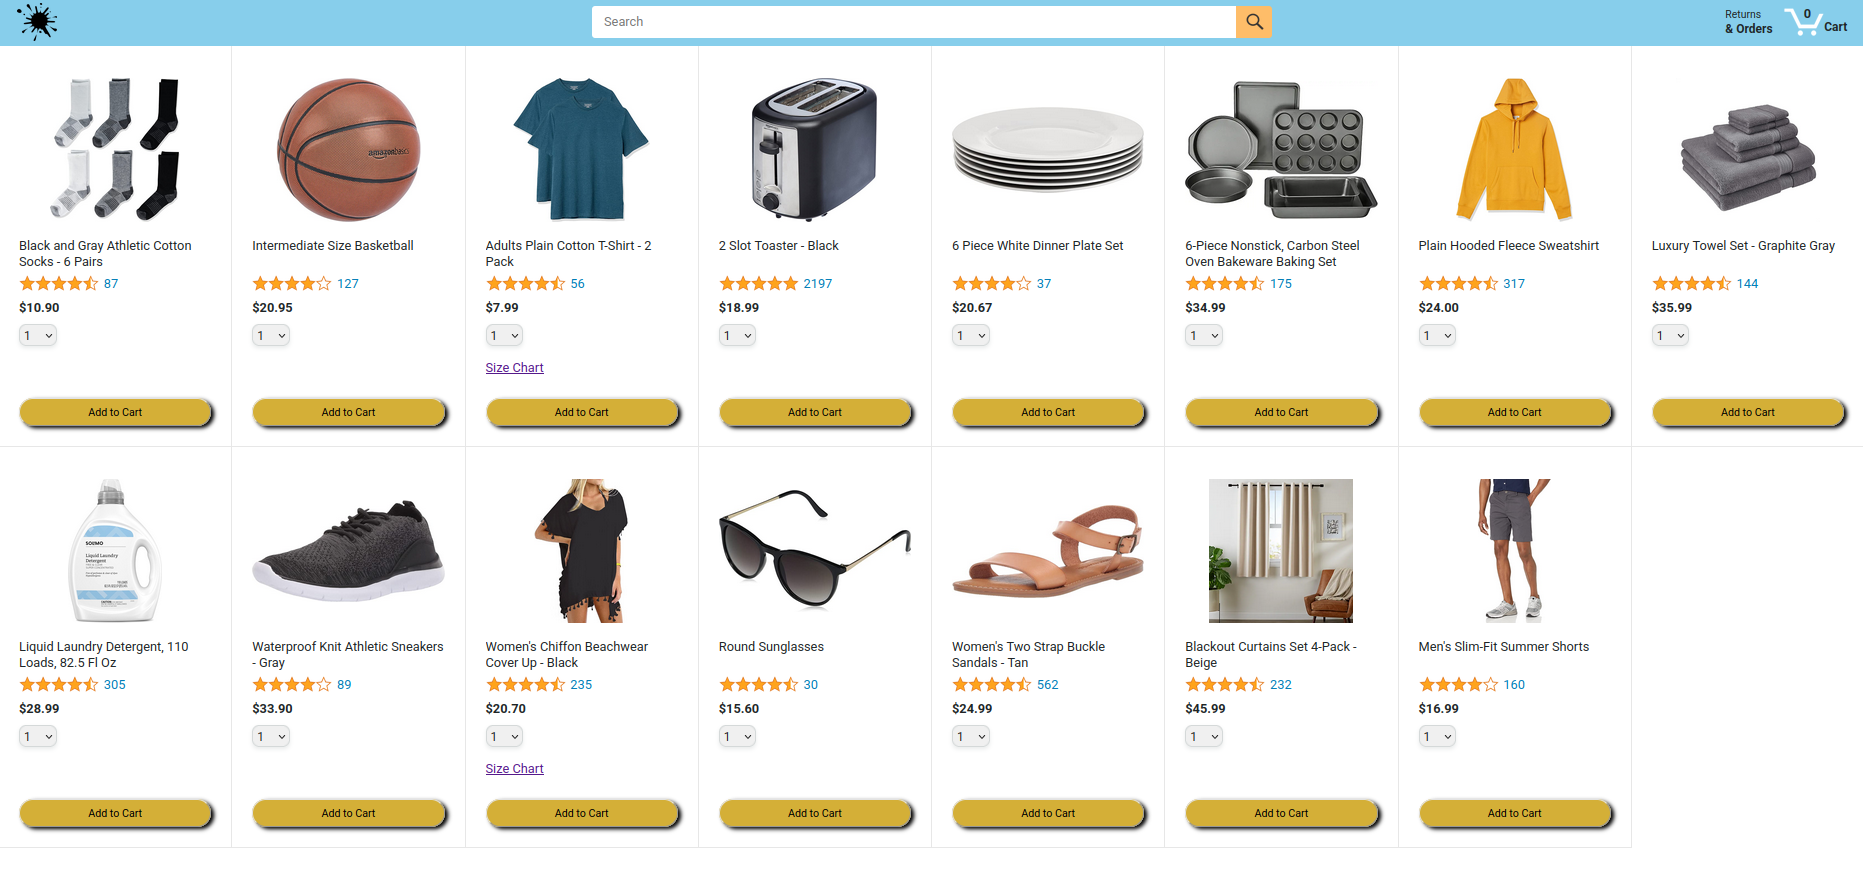 Search
Returns
& Orders
0
Cart
amazonbasics
Black and Gray Athletic Cotton
Socks - 6 Pairs
87
$10.90
1
Add to Cart
Intermediate Size Basketball
127
$20.95
1
Add to Cart
Adults Plain Cotton T-Shirt - 2
Pack
56
$7.99
1
Size Chart
Add to Cart
2 Slot Toaster - Black
2197
$18.99
1
Add to Cart
6 Piece White Dinner Plate Set
37
$20.67
1
Add to Cart
6-Piece Nonstick, Carbon Steel
Oven Bakeware Baking Set
175
$34.99
1
Add to Cart
Plain Hooded Fleece Sweatshirt
317
$24.00
1
Add to Cart
Luxury Towel Set - Graphite Gray
144
$35.99
1
Add to Cart
SOLIMO
Liquid Laundry
Detergent
Liquid Laundry Detergent, 110
Loads, 82.5 Fl Oz
305
$28.99
1
Add to Cart
Waterproof Knit Athletic Sneakers
- Gray
89
$33.90
1
Add to Cart
Women's Chiffon Beachwear
Cover Up - Black
235
$20.70
1
Size Chart
Add to Cart
Round Sunglasses
30
$15.60
1
Add to Cart
Women's Two Strap Buckle
Sandals - Tan
562
$24.99
1
Add to Cart
Blackout Curtains Set 4-Pack -
Beige
232
$45.99
1
Add to Cart
Men's Slim-Fit Summer Shorts
160
$16.99
1
Add to Cart